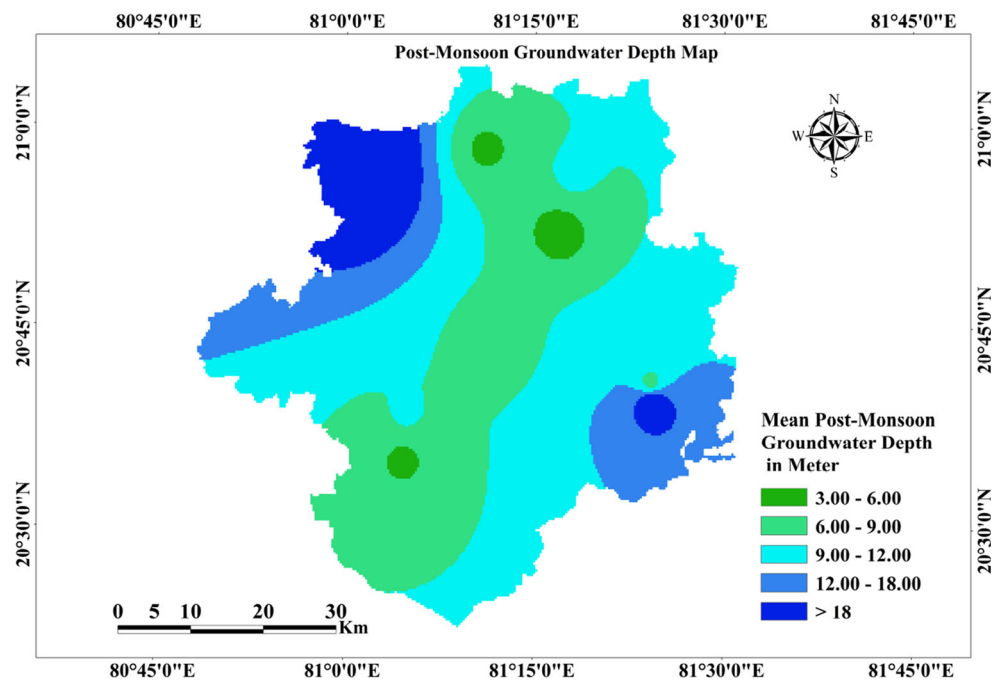 80°45'0"E 81°0'0"E 81°15'0"E 81°30'0"E 81°45'0"E
Post-Monsoon Groundwater Depth Map
N
W E
S
21°0'0"N 21°0'0"N
20°45'0"N 20°45'0"N
20°30'0"N 20°30'0"N
Mean Post-Monsoon
Groundwater Depth
in Meter
3.00 - 6.00
6.00 - 9.00
9.00 - 12.00
12.00 - 18.00
> 18
0 5 10 20 30
Km
80°45'0"E 81°0'0"E 81°15'0"E 81°30'0"E 81°45'0"E